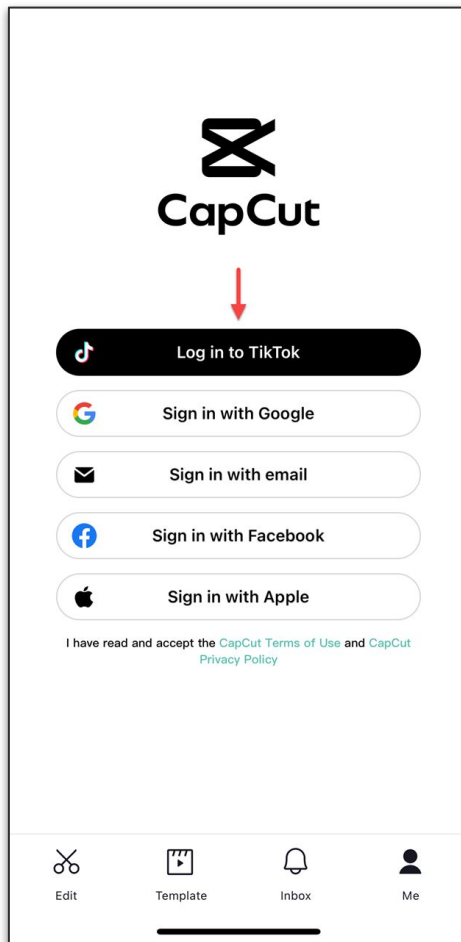 CapCut
Log in to TikTok
Sign in with Google
Sign in with email
Sign in with Facebook
Sign in with Apple
I have read and accept the CapCut Terms of Use and CapCut
Privacy Policy
Edit Template Inbox Me